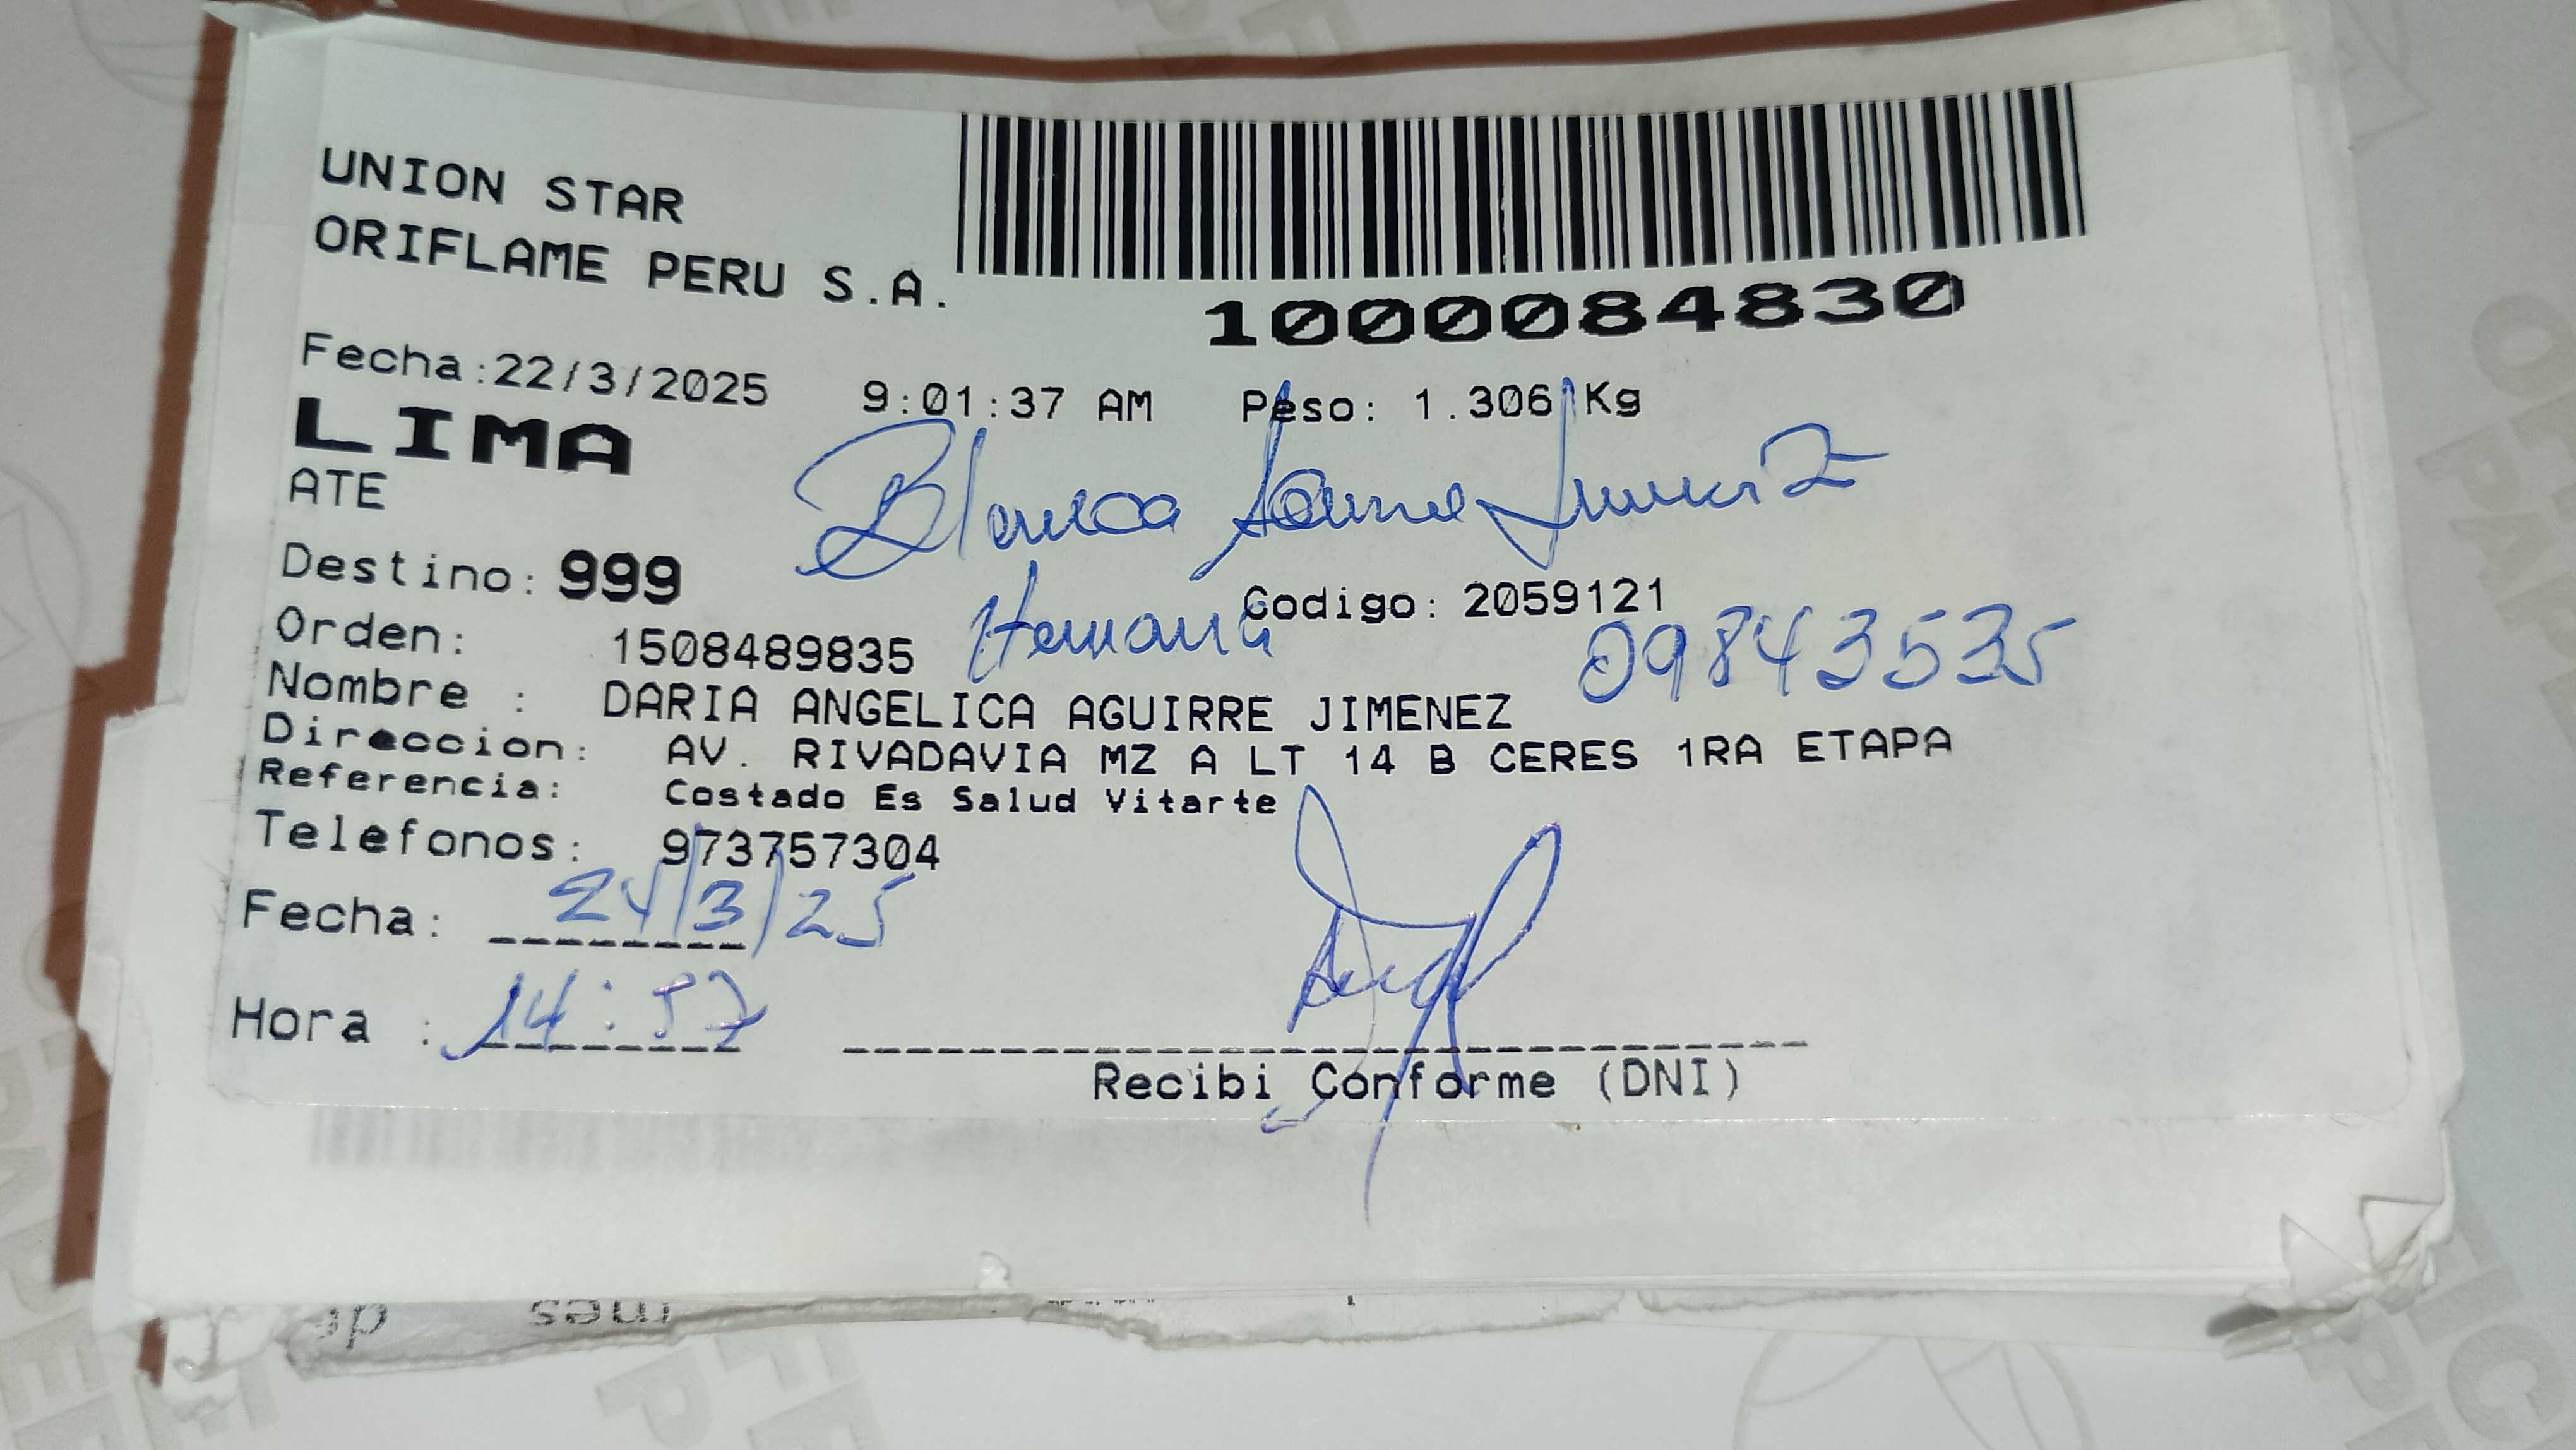 UNION STAR
ORIFLAME PERU S.A.
1000084830
Fecha:22/3/2025 9:01:37 AM Peso: 1.306 Kg
LIMA
ATE
Blanca Jimenez
Destino: 999
Hermana Codigo: 2059121
Orden: 1508489835
09843535
Nombre : DARIA ANGELICA AGUIRRE JIMENEZ
Direccion: AV. RIVADAVIA MZ A LT 14 B CERES 1RA ETAPA
Referencia: Costado Es Salud Vitarte
Telefonos: 973757304
Fecha: 24/3/25
Hora : 14:57
Recibi Conforme (DNI)